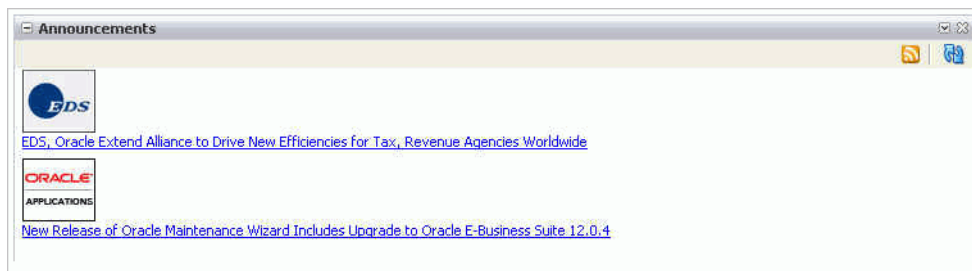 Announcements
EDS
EDS, Oracle Extend Alliance to Drive New Efficiencies for Tax, Revenue Agencies Worldwide
ORACLE
APPLICATIONS
New Release of Oracle Maintenance Wizard Includes Upgrade to Oracle E-Business Suite 12.0.4